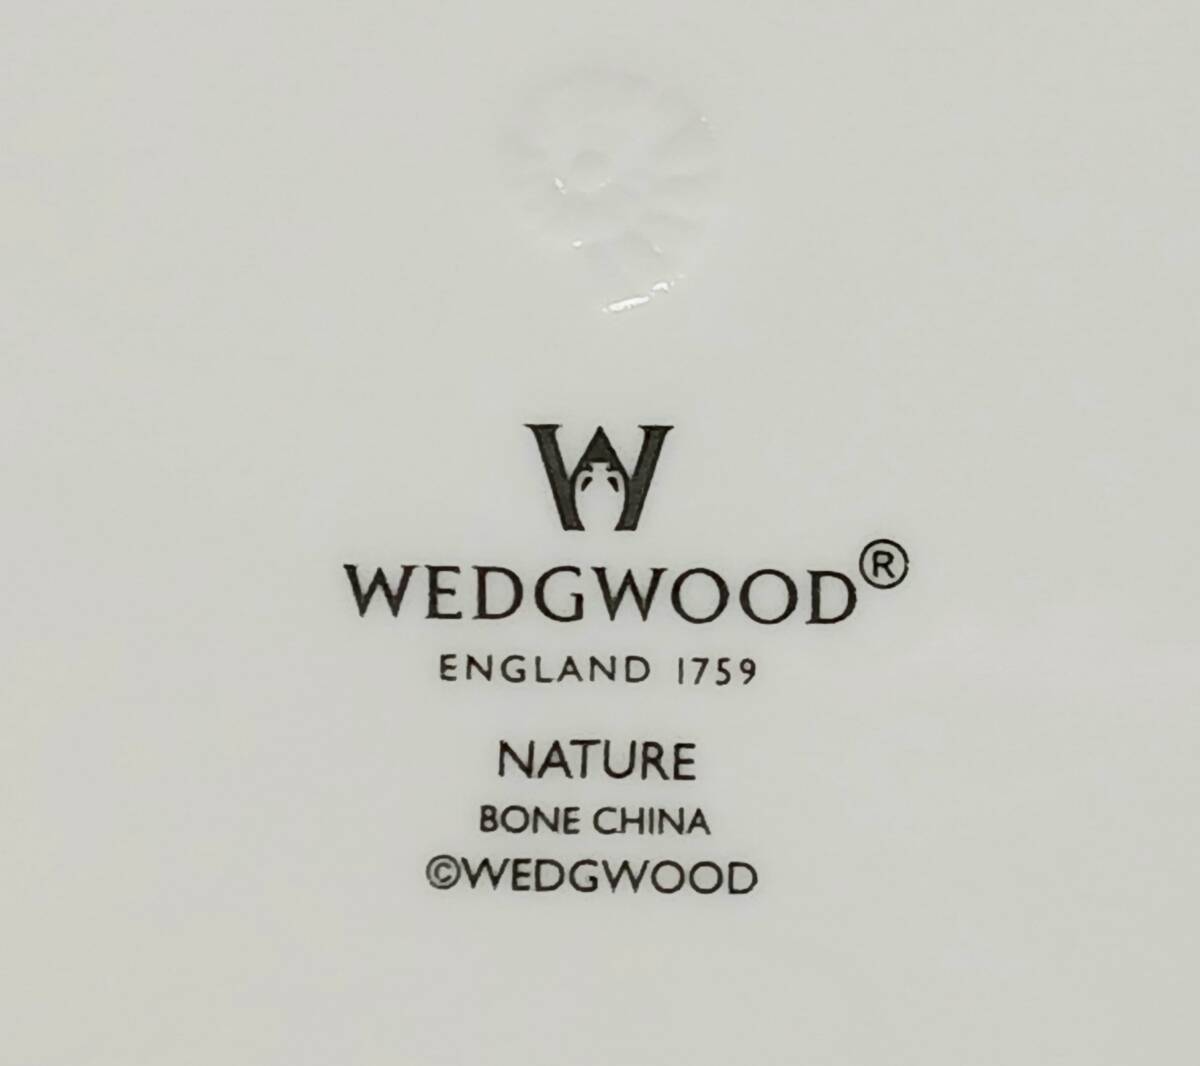 W
WEDGWOOD®
ENGLAND 1759
NATURE
BONE CHINA
©WEDGWOOD